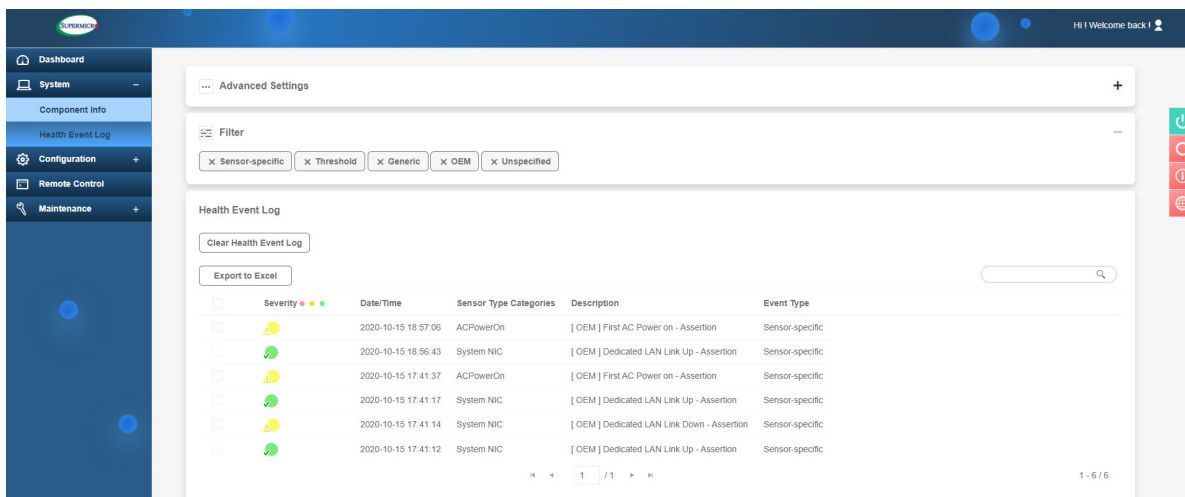 SUPERMICR
Hi ! Welcome back !
Dashboard
System −
Component Info
Health Event Log
Configuration +
Remote Control
Maintenance +
... Advanced Settings +
Filter −
× Sensor-specific × Threshold × Generic × OEM × Unspecified
Health Event Log
Clear Health Event Log
Export to Excel
Severity Date/Time Sensor Type Categories Description Event Type
2020-10-15 18:57:06 ACPowerOn [ OEM ] First AC Power on - Assertion Sensor-specific
2020-10-15 18:56:43 System NIC [ OEM ] Dedicated LAN Link Up - Assertion Sensor-specific
2020-10-15 17:41:37 ACPowerOn [ OEM ] First AC Power on - Assertion Sensor-specific
2020-10-15 17:41:17 System NIC [ OEM ] Dedicated LAN Link Up - Assertion Sensor-specific
2020-10-15 17:41:14 System NIC [ OEM ] Dedicated LAN Link Down - Assertion Sensor-specific
2020-10-15 17:41:12 System NIC [ OEM ] Dedicated LAN Link Up - Assertion Sensor-specific
1 / 1
1 - 6 / 6